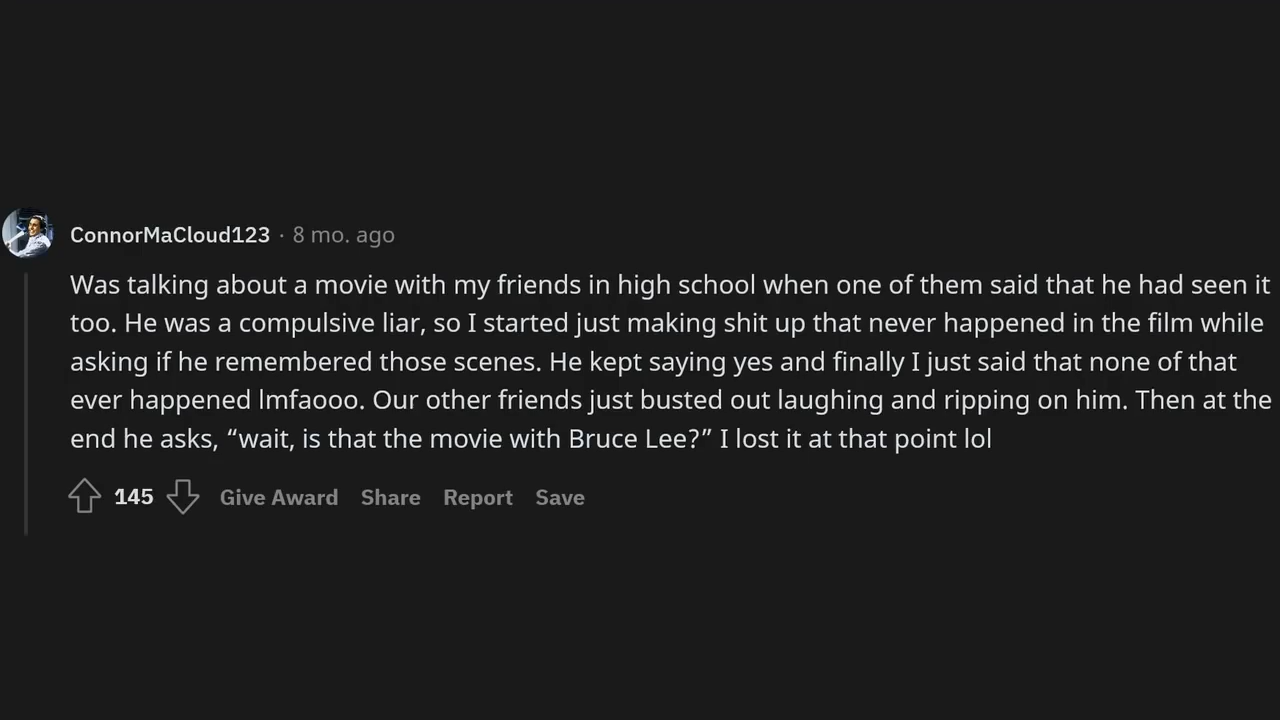 ConnorMaCloud123 · 8 mo. ago
Was talking about a movie with my friends in high school when one of them said that he had seen it
too. He was a compulsive liar, so I started just making shit up that never happened in the film while
asking if he remembered those scenes. He kept saying yes and finally I just said that none of that
ever happened lmfaooo. Our other friends just busted out laughing and ripping on him. Then at the
end he asks, “wait, is that the movie with Bruce Lee?” I lost it at that point lol
145 Give Award Share Report Save